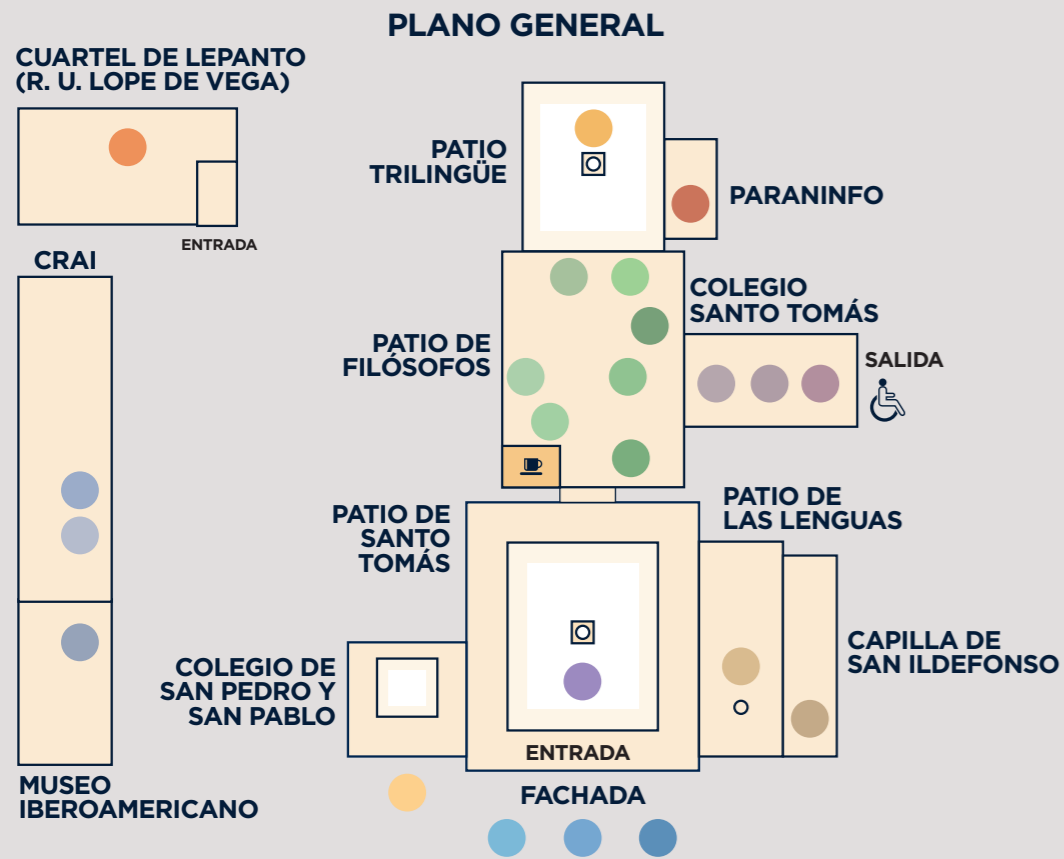 PLANO GENERAL
CUARTEL DE LEPANTO
(R. U. LOPE DE VEGA)
ENTRADA
PATIO
TRILINGÜE
PARANINFO
CRAI
COLEGIO
SANTO TOMÁS
PATIO DE
FILÓSOFOS
SALIDA
PATIO DE
SANTO
TOMÁS
PATIO DE
LAS LENGUAS
COLEGIO DE
SAN PEDRO Y
SAN PABLO
CAPILLA DE
SAN ILDEFONSO
ENTRADA
MUSEO
IBEROAMERICANO
FACHADA